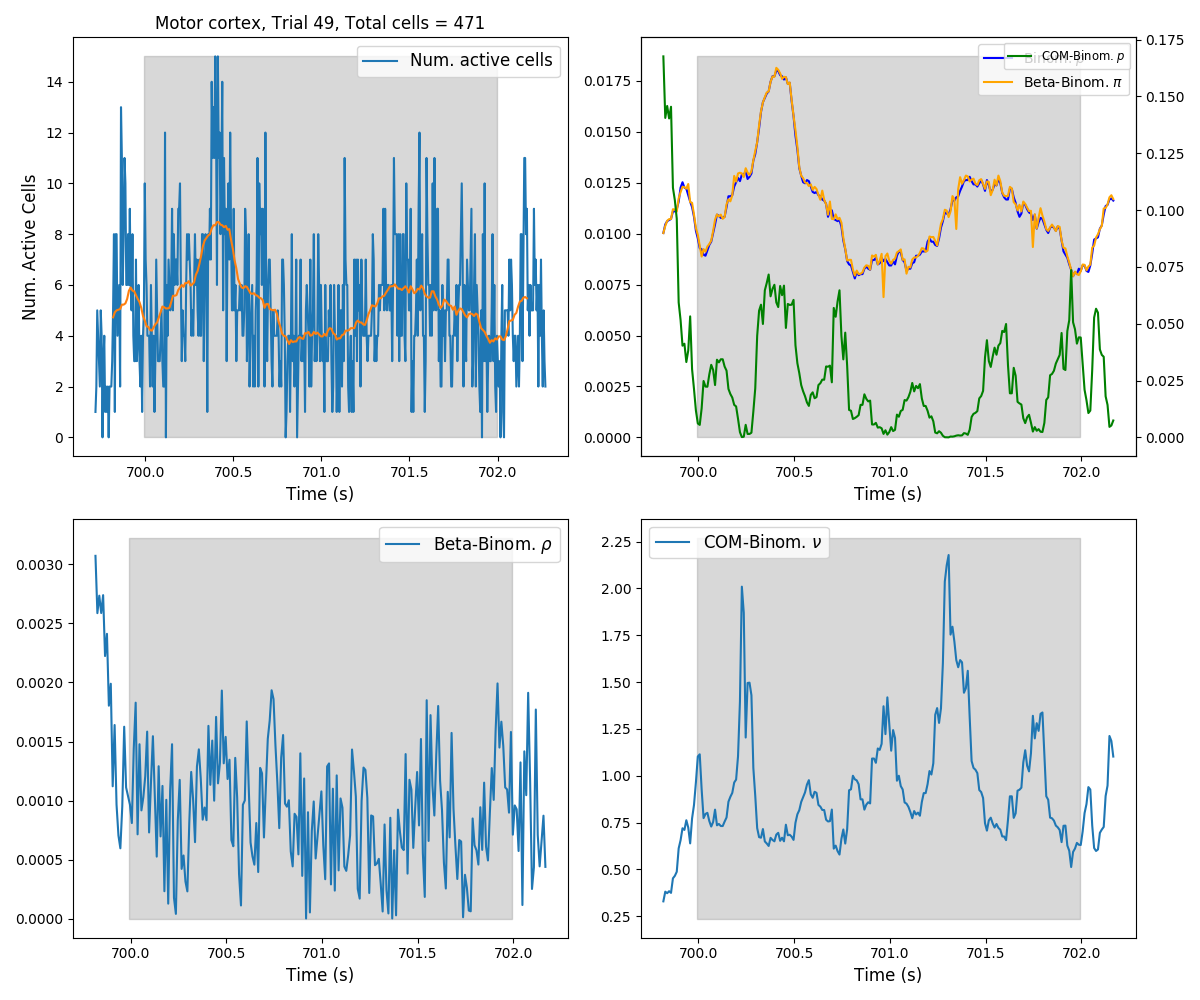 Motor cortex, Trial 49, Total cells = 471
Num. active cells
Num. Active Cells
14
12
10
8
6
4
2
0
700.0 700.5 701.0 701.5 702.0
Time (s)
COM-Binom. p
Beta-Binom. π
0.0175
0.0150
0.0125
0.0100
0.0075
0.0050
0.0025
0.0000
0.175
0.150
0.125
0.100
0.075
0.050
0.025
0.000
700.0 700.5 701.0 701.5 702.0
Time (s)
Beta-Binom. ρ
0.0030
0.0025
0.0020
0.0015
0.0010
0.0005
0.0000
700.0 700.5 701.0 701.5 702.0
Time (s)
COM-Binom. ν
2.25
2.00
1.75
1.50
1.25
1.00
0.75
0.50
0.25
700.0 700.5 701.0 701.5 702.0
Time (s)